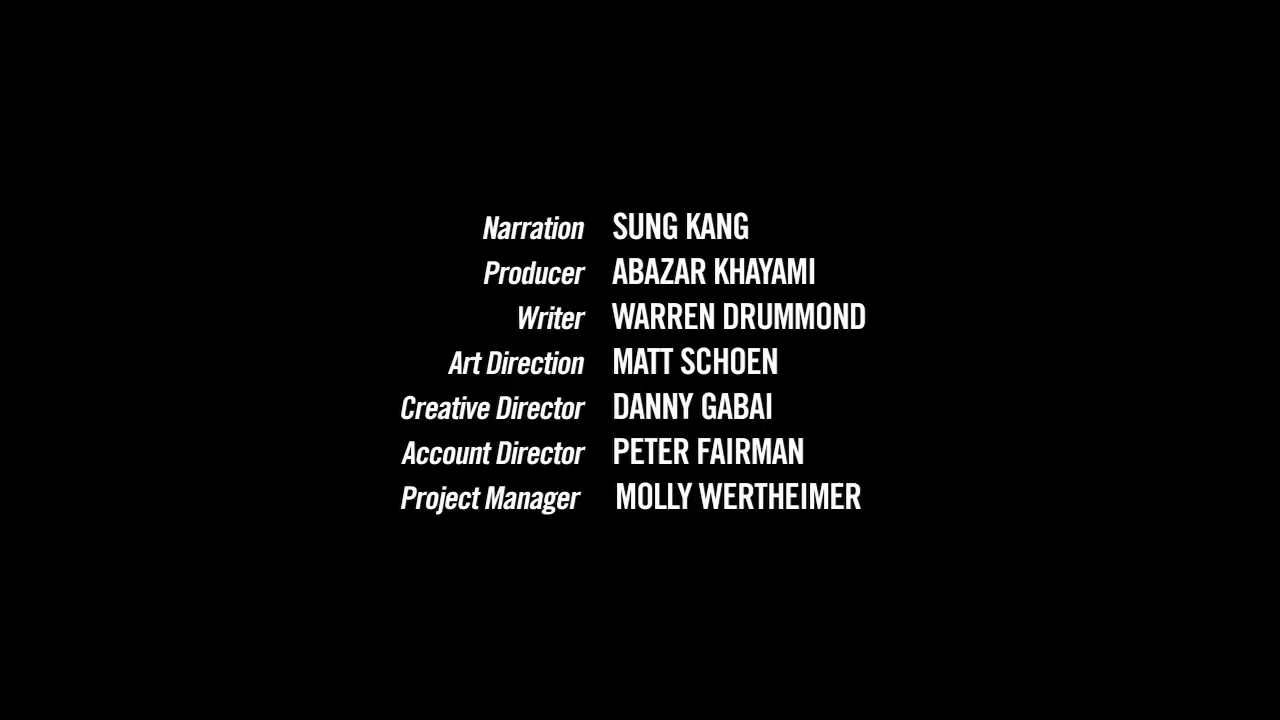 Narration SUNG KANG
Producer ABAZAR KHAYAMI
Writer WARREN DRUMMOND
Art Direction MATT SCHOEN
Creative Director DANNY GABAI
Account Director PETER FAIRMAN
Project Manager MOLLY WERTHEIMER